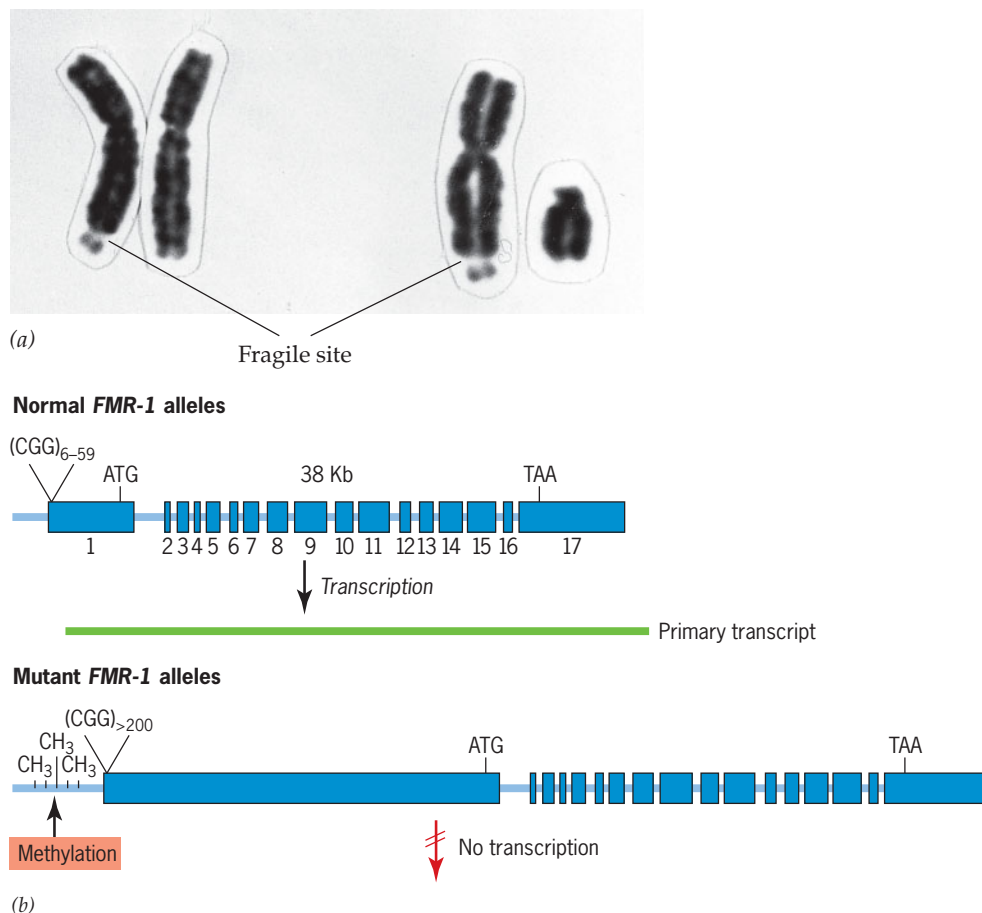 (a)
Fragile site
Normal FMR-1 alleles
(CGG)6–59
ATG
38 Kb
TAA
1 2 3 4 5 6 7 8 9 10 11 12 13 14 15 16 17
Transcription
Primary transcript
Mutant FMR-1 alleles
(CGG)>200
CH3
CH3 CH3
ATG
TAA
Methylation
No transcription
(b)